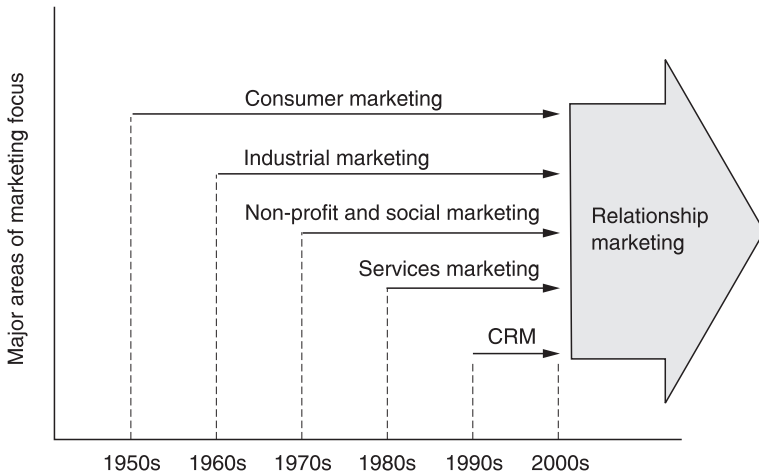 Major areas of marketing focus
Consumer marketing
Industrial marketing
Non-profit and social marketing
Services marketing
CRM
Relationship
marketing
1950s 1960s 1970s 1980s 1990s 2000s